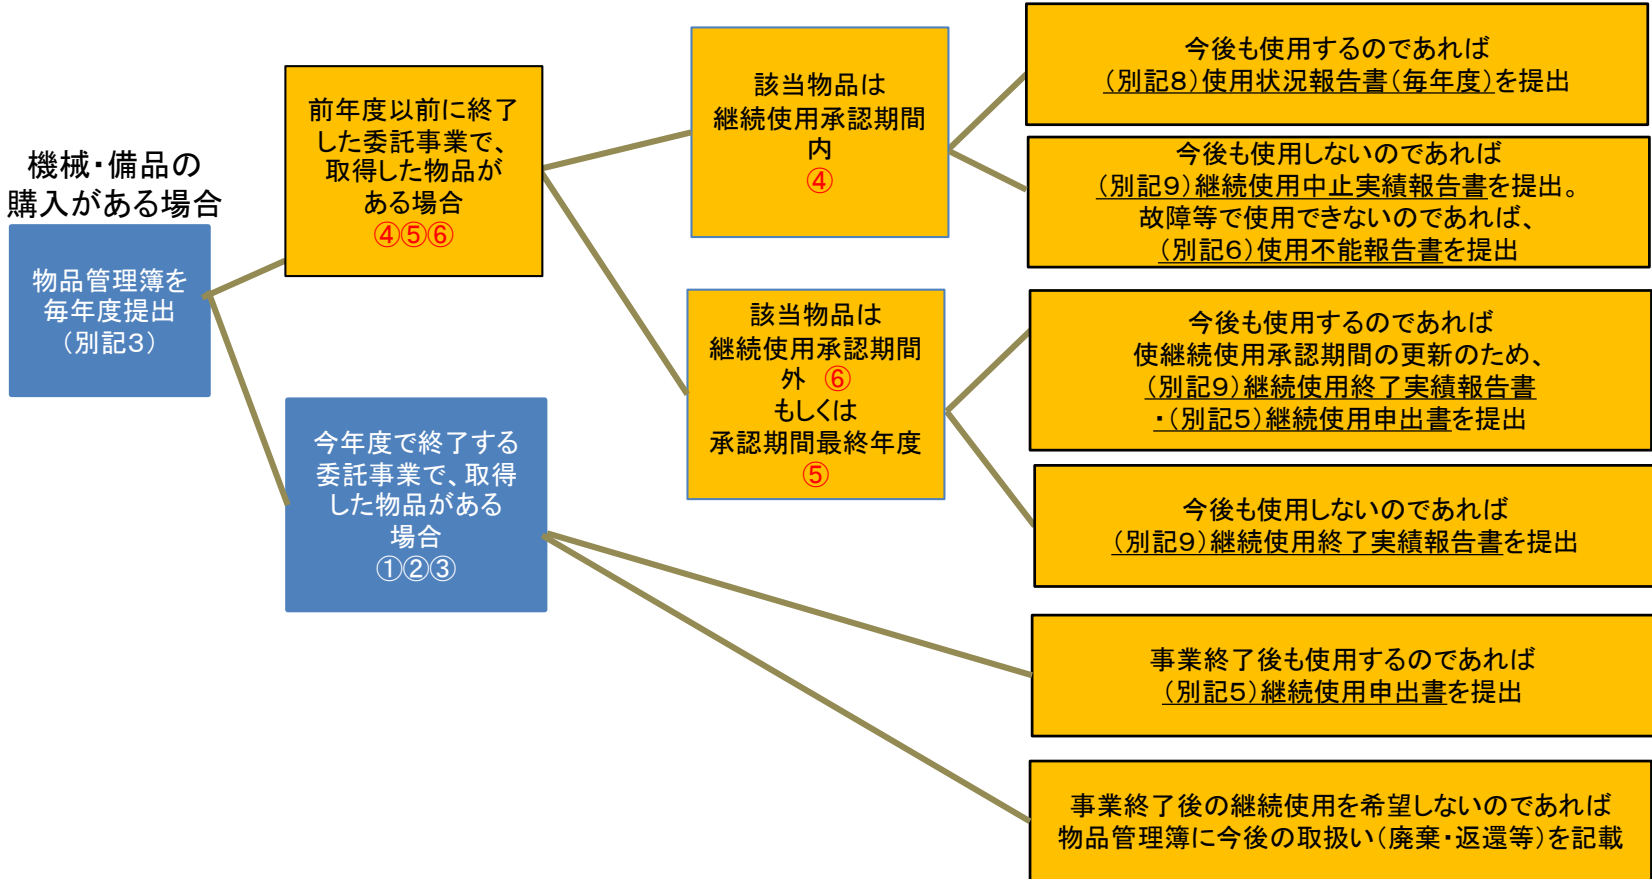 機械・備品の
購入がある場合
物品管理簿を
毎年度提出
（別記３）
前年度以前に終了
した委託事業で、
取得した物品が
ある場合
④⑤⑥
今年度で終了する
委託事業で、取得
した物品がある
場合
①②③
該当物品は
継続使用承認期間
内
④
該当物品は
継続使用承認期間
外 ⑥
もしくは
承認期間最終年度
⑤
今後も使用するのであれば
（別記８）使用状況報告書（毎年度）を提出
今後も使用しないのであれば
（別記９）継続使用中止実績報告書を提出。
故障等で使用できないのであれば、
（別記６）使用不能報告書を提出
今後も使用するのであれば
使継続使用承認期間の更新のため、
（別記９）継続使用終了実績報告書
・（別記５）継続使用申出書を提出
今後も使用しないのであれば
（別記９）継続使用終了実績報告書を提出
事業終了後も使用するのであれば
（別記５）継続使用申出書を提出
事業終了後の継続使用を希望しないのであれば
物品管理簿に今後の取扱い（廃棄・返還等）を記載